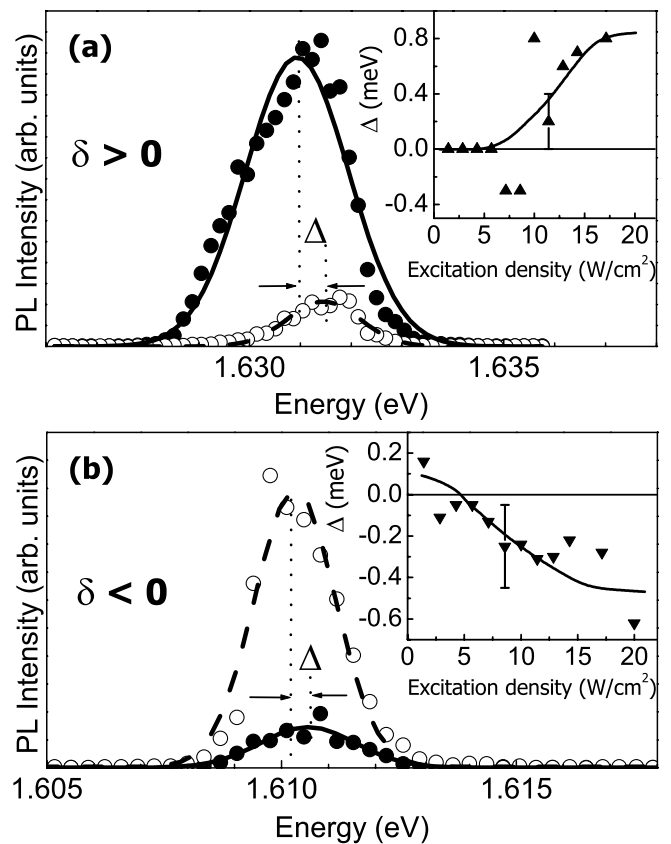 (a)
δ > 0
Δ
PL Intensity (arb. units)
1.630
1.635
Energy (eV)
0.8
0.4
0.0
-0.4
Δ (meV)
0
5
10
15
20
Excitation density (W/cm²)
(b)
δ < 0
Δ
PL Intensity (arb. units)
1.605
1.610
1.615
Energy (eV)
0.2
0.0
-0.2
-0.4
-0.6
Δ (meV)
0
5
10
15
20
Excitation density (W/cm²)